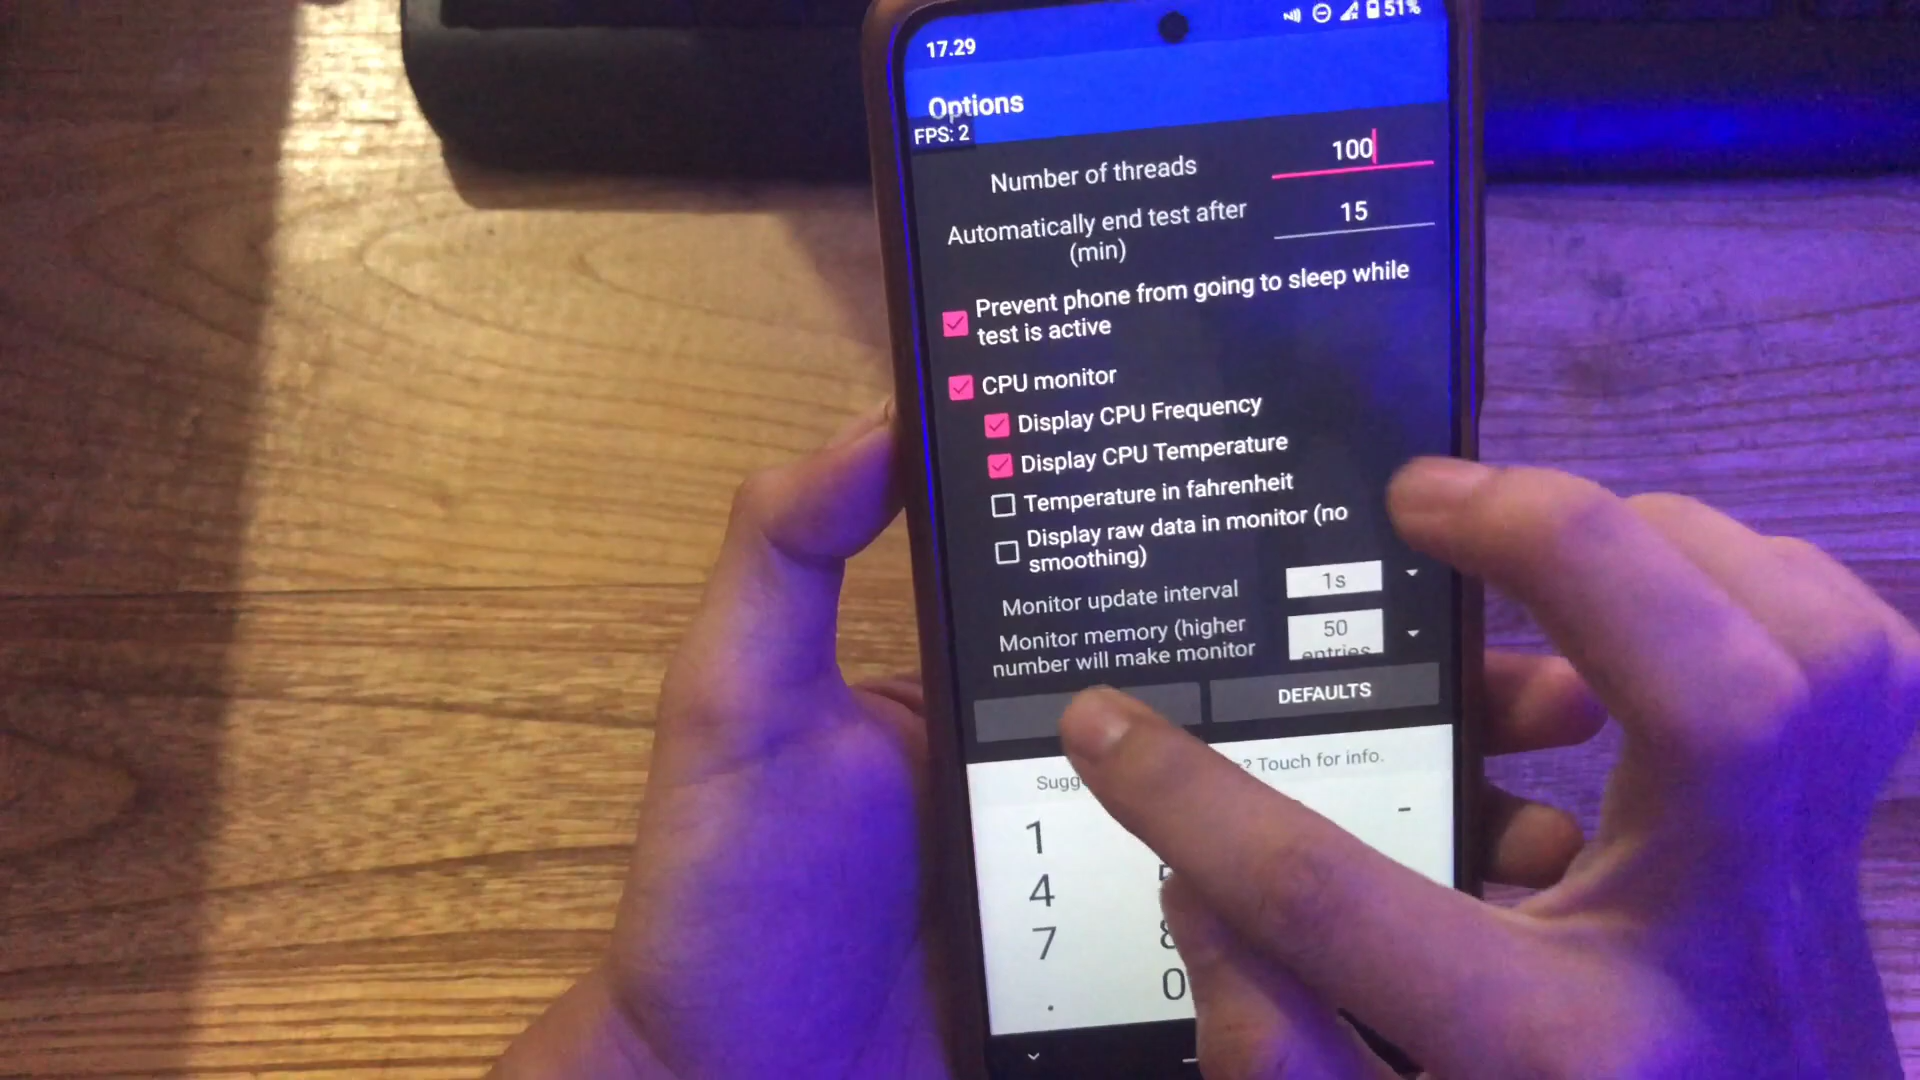 17.29
51%
Options
FPS: 2
Number of threads
100
Automatically end test after
(min)
15
Prevent phone from going to sleep while
test is active
CPU monitor
Display CPU Frequency
Display CPU Temperature
Temperature in fahrenheit
Display raw data in monitor (no
smoothing)
Monitor update interval
1s
Monitor memory (higher
number will make monitor
50
entries
DEFAULTS
? Touch for info.
1
-
4
7
0
.